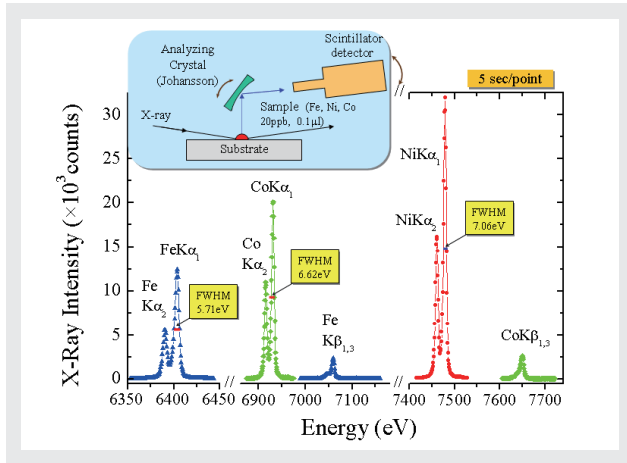 Scintillator
detector
Analyzing
Crystal
(Johansson)
X-ray
Sample (Fe, Ni, Co
20ppb, 0.1μl)
Substrate
5 sec/point
X-Ray Intensity (×10³counts)
30
25
20
15
10
5
0
NiKα₁
NiKα₂
FWHM
7.06eV
CoKα₁
Co
Kα₂
FWHM
6.62eV
FeKα₁
Fe
Kα₂
FWHM
5.71eV
Fe
Kβ₁,₃
CoKβ₁,₃
6350 6400 6450 // 6900 7000 7100 // 7400 7500 7600 7700
Energy (eV)